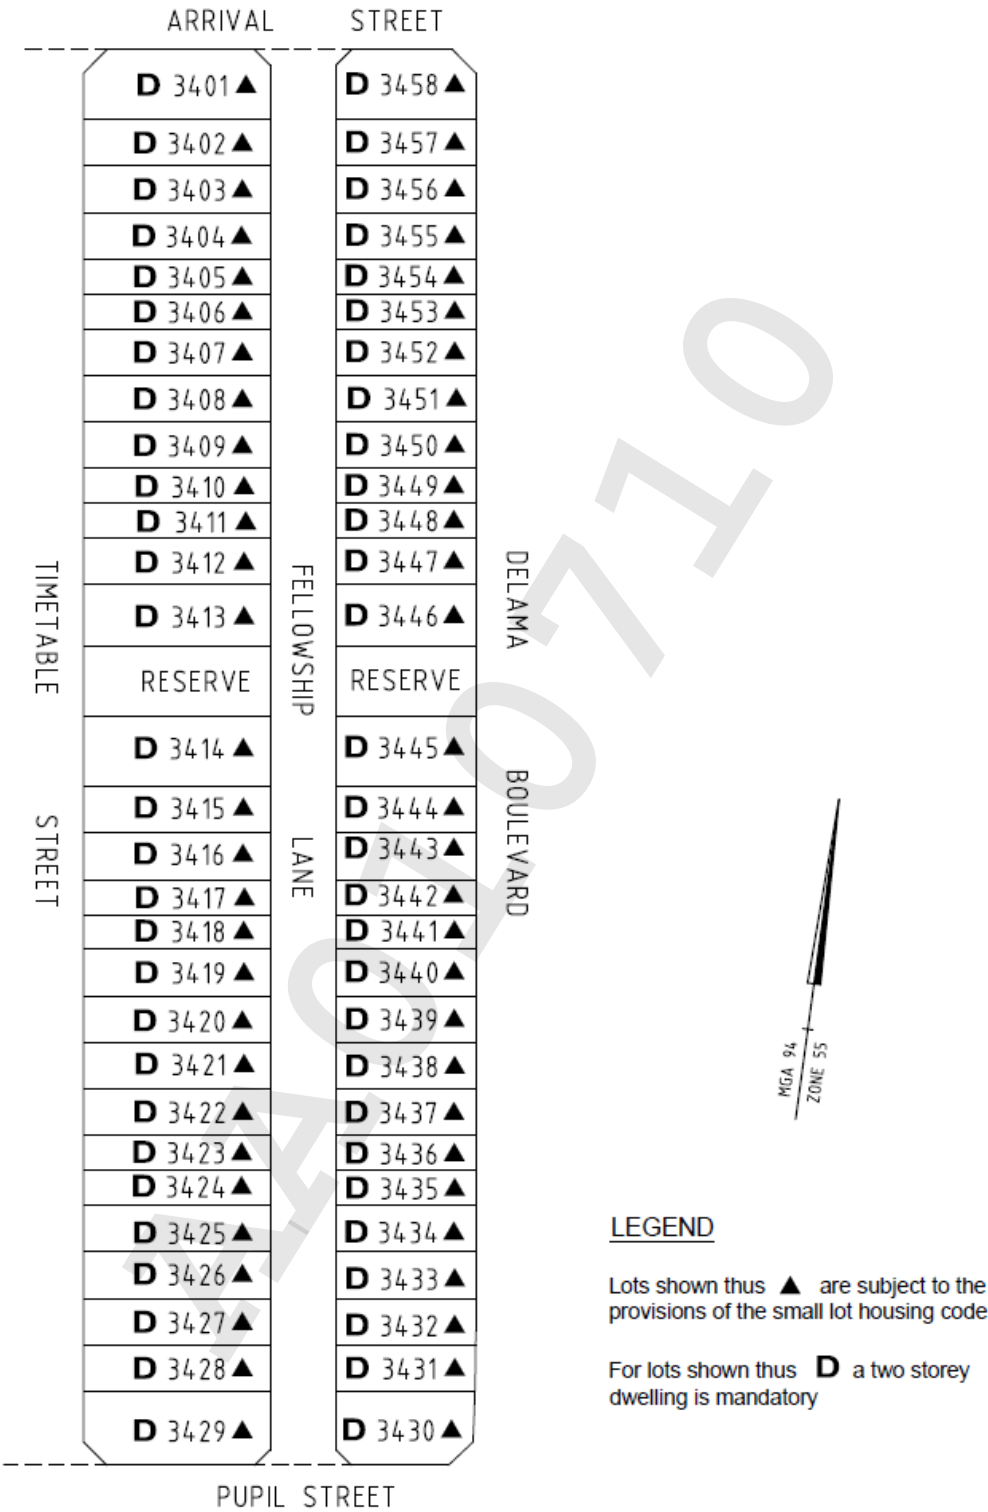 ARRIVAL STREET
D 3401▲
D 3402▲
D 3403▲
D 3404▲
D 3405▲
D 3406▲
D 3407▲
D 3408▲
D 3409▲
D 3410▲
D 3411▲
D 3412▲
D 3413▲
RESERVE
D 3414▲
D 3415▲
D 3416▲
D 3417▲
D 3418▲
D 3419▲
D 3420▲
D 3421▲
D 3422▲
D 3423▲
D 3424▲
D 3425▲
D 3426▲
D 3427▲
D 3428▲
D 3429▲
D 3458▲
D 3457▲
D 3456▲
D 3455▲
D 3454▲
D 3453▲
D 3452▲
D 3451▲
D 3450▲
D 3449▲
D 3448▲
D 3447▲
D 3446▲
RESERVE
D 3445▲
D 3444▲
D 3443▲
D 3442▲
D 3441▲
D 3440▲
D 3439▲
D 3438▲
D 3437▲
D 3436▲
D 3435▲
D 3434▲
D 3433▲
D 3432▲
D 3431▲
D 3430▲
TIMETABLE STREET
FELLOWSHIP LANE
DELAMA BOULEVARD
PUPIL STREET
MGA 94
ZONE 55
LEGEND
Lots shown thus ▲ are subject to the
provisions of the small lot housing code
For lots shown thus D a two storey
dwelling is mandatory